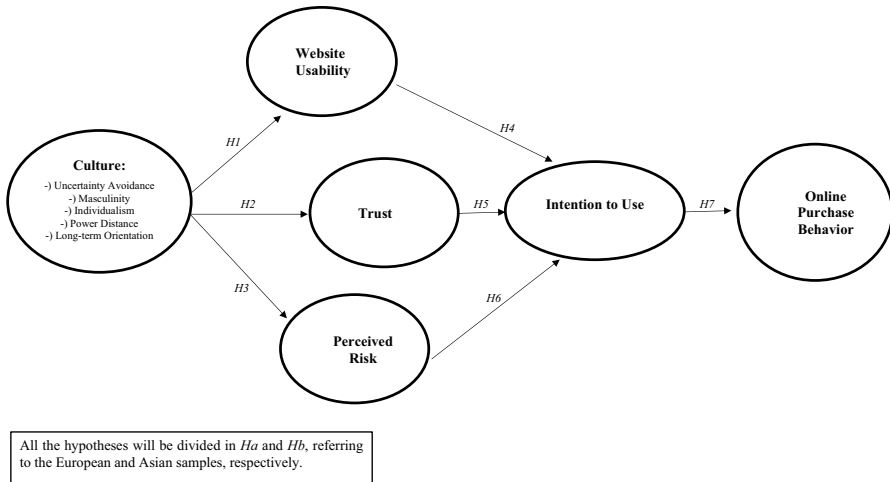 Website
Usability
H1
H4
Culture:
-) Uncertainty Avoidance
-) Masculinity
-) Individualism
-) Power Distance
-) Long-term Orientation
H2
Trust
H5
Intention to Use
H7
Online
Purchase
Behavior
H3
H6
Perceived
Risk
All the hypotheses will be divided in Ha and Hb, referring
to the European and Asian samples, respectively.